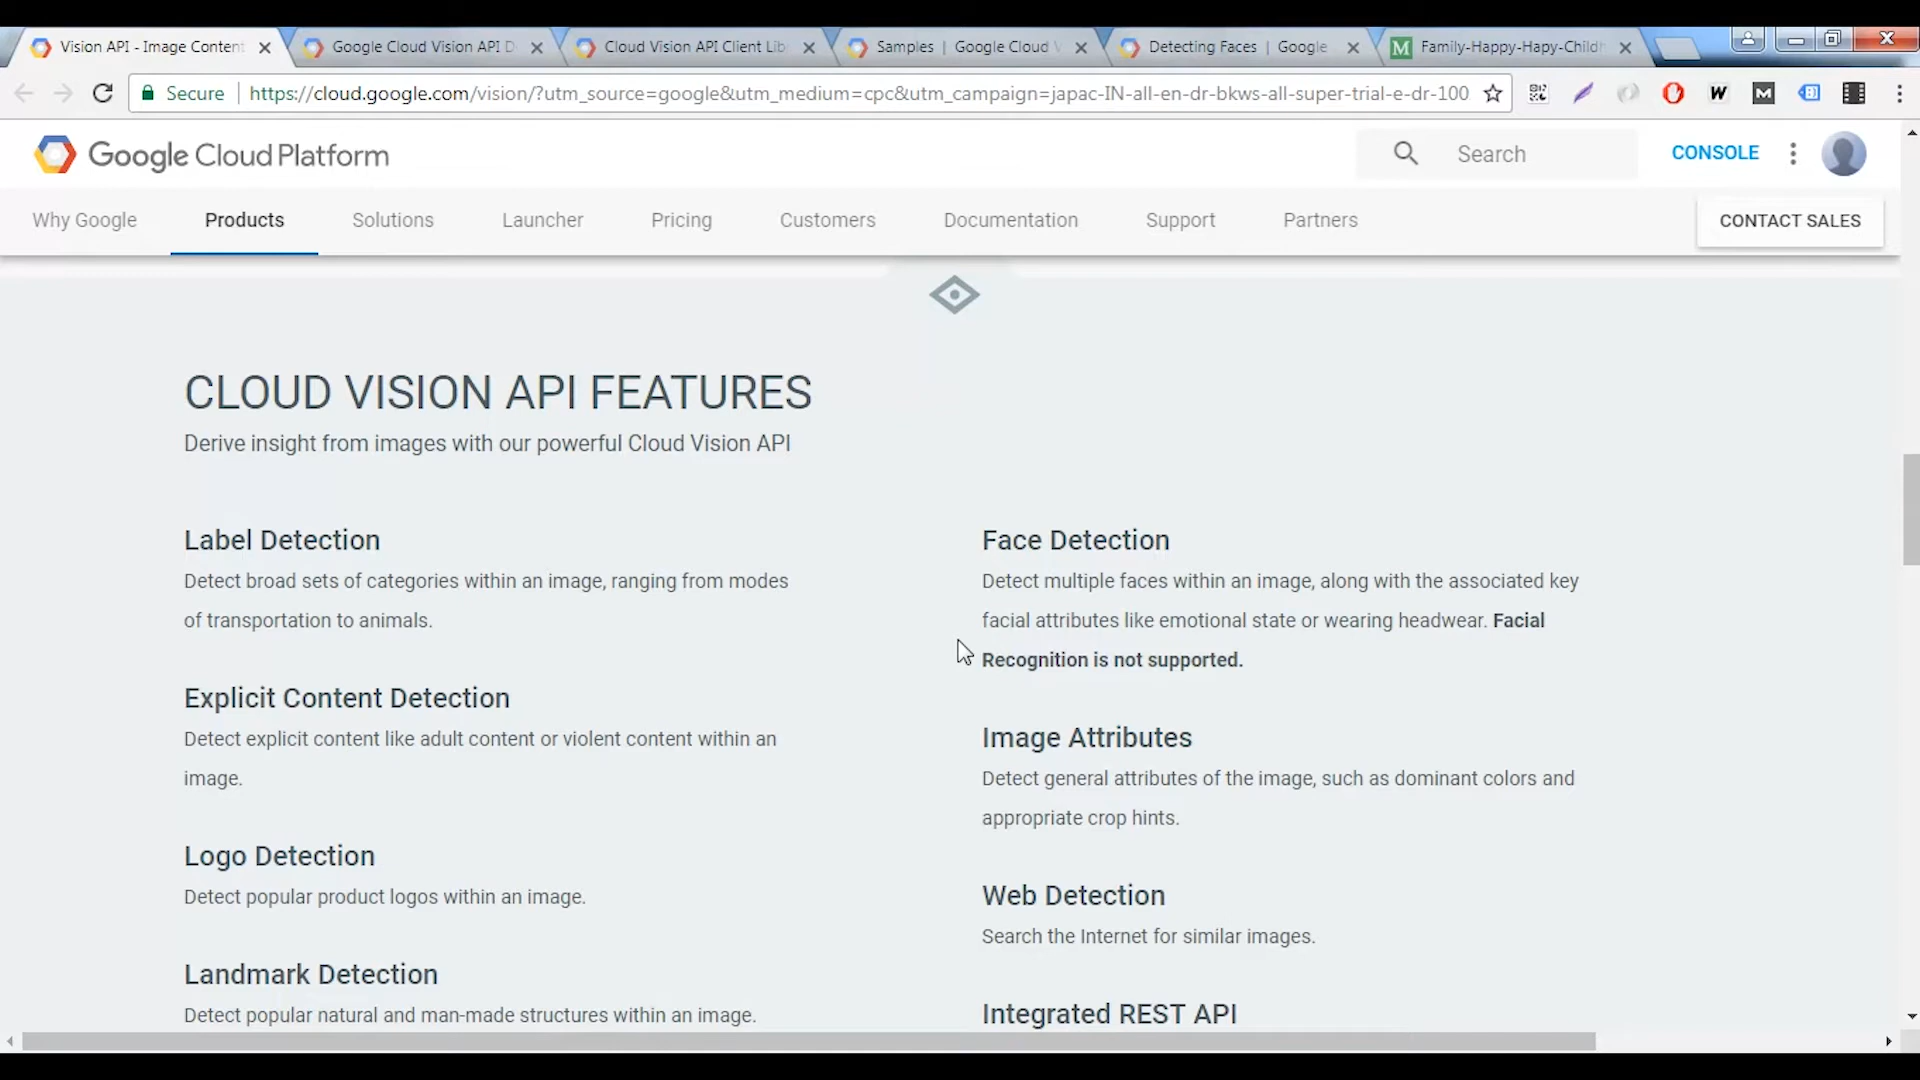 Vision API - Image Content
Google Cloud Vision API D
Cloud Vision API Client Lib
Samples | Google Cloud V
Detecting Faces | Google
M Family-Happy-Hapy-Childh
Secure | https://cloud.google.com/vision/?utm_source=google&utm_medium=cpc&utm_campaign=japac-IN-all-en-dr-bkws-all-super-trial-e-dr-100
Google Cloud Platform
Search
CONSOLE
Why Google
Products
Solutions
Launcher
Pricing
Customers
Documentation
Support
Partners
CONTACT SALES
CLOUD VISION API FEATURES
Derive insight from images with our powerful Cloud Vision API
Label Detection
Detect broad sets of categories within an image, ranging from modes
of transportation to animals.
Explicit Content Detection
Detect explicit content like adult content or violent content within an
image.
Logo Detection
Detect popular product logos within an image.
Landmark Detection
Detect popular natural and man-made structures within an image.
Face Detection
Detect multiple faces within an image, along with the associated key
facial attributes like emotional state or wearing headwear. Facial
Recognition is not supported.
Image Attributes
Detect general attributes of the image, such as dominant colors and
appropriate crop hints.
Web Detection
Search the Internet for similar images.
Integrated REST API